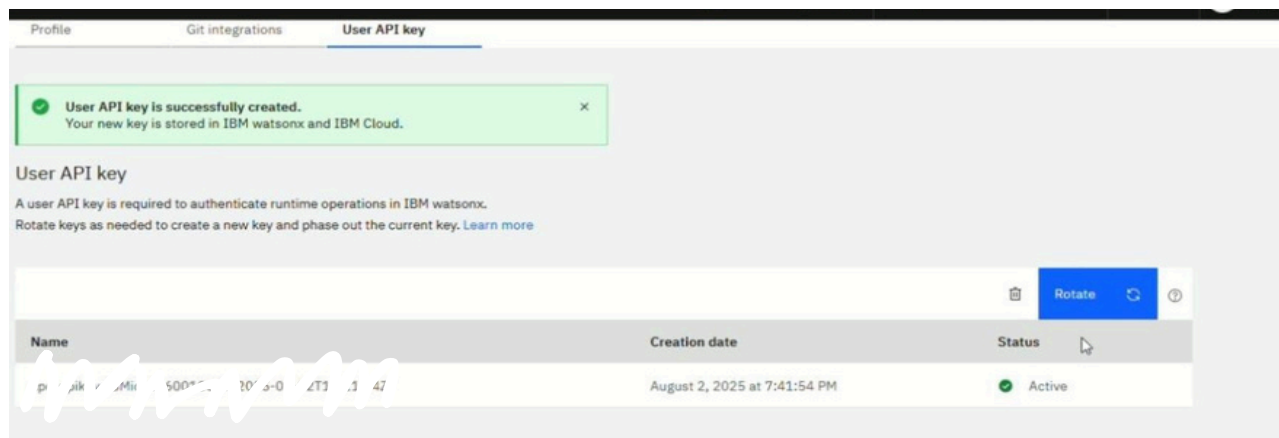 Profile Git integrations User API key
User API key is successfully created.
Your new key is stored in IBM watsonx and IBM Cloud.
User API key
A user API key is required to authenticate runtime operations in IBM watsonx.
Rotate keys as needed to create a new key and phase out the current key. Learn more
Rotate
Name Creation date Status
August 2, 2025 at 7:41:54 PM Active